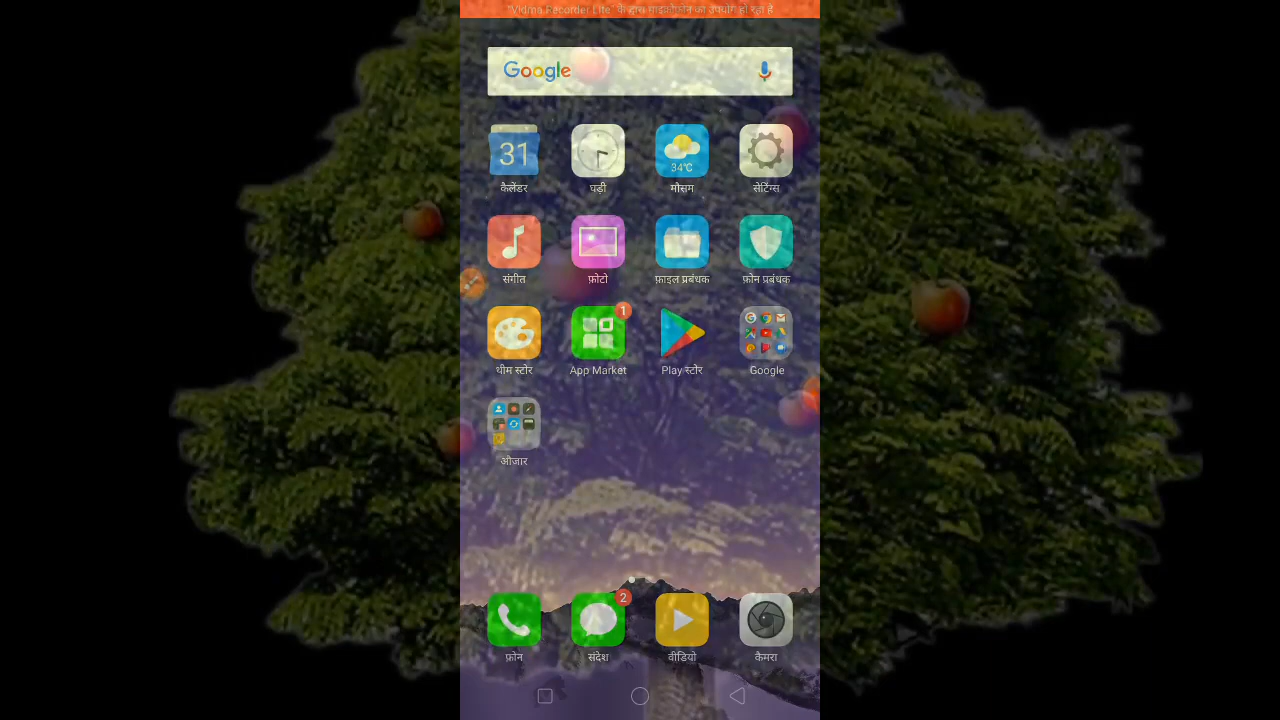 "Vidma Recorder Lite" के द्वारा माइक्रोफ़ोन का उपयोग हो रहा है
Google
31
34°C
कैलेंडर
घड़ी
मौसम
सेटिंग्स
संगीत
फ़ोटो
फ़ाइल प्रबंधक
फ़ोन प्रबंधक
1
थीम स्टोर
App Market
Play स्टोर
Google
औज़ार
2
फ़ोन
संदेश
वीडियो
कैमरा